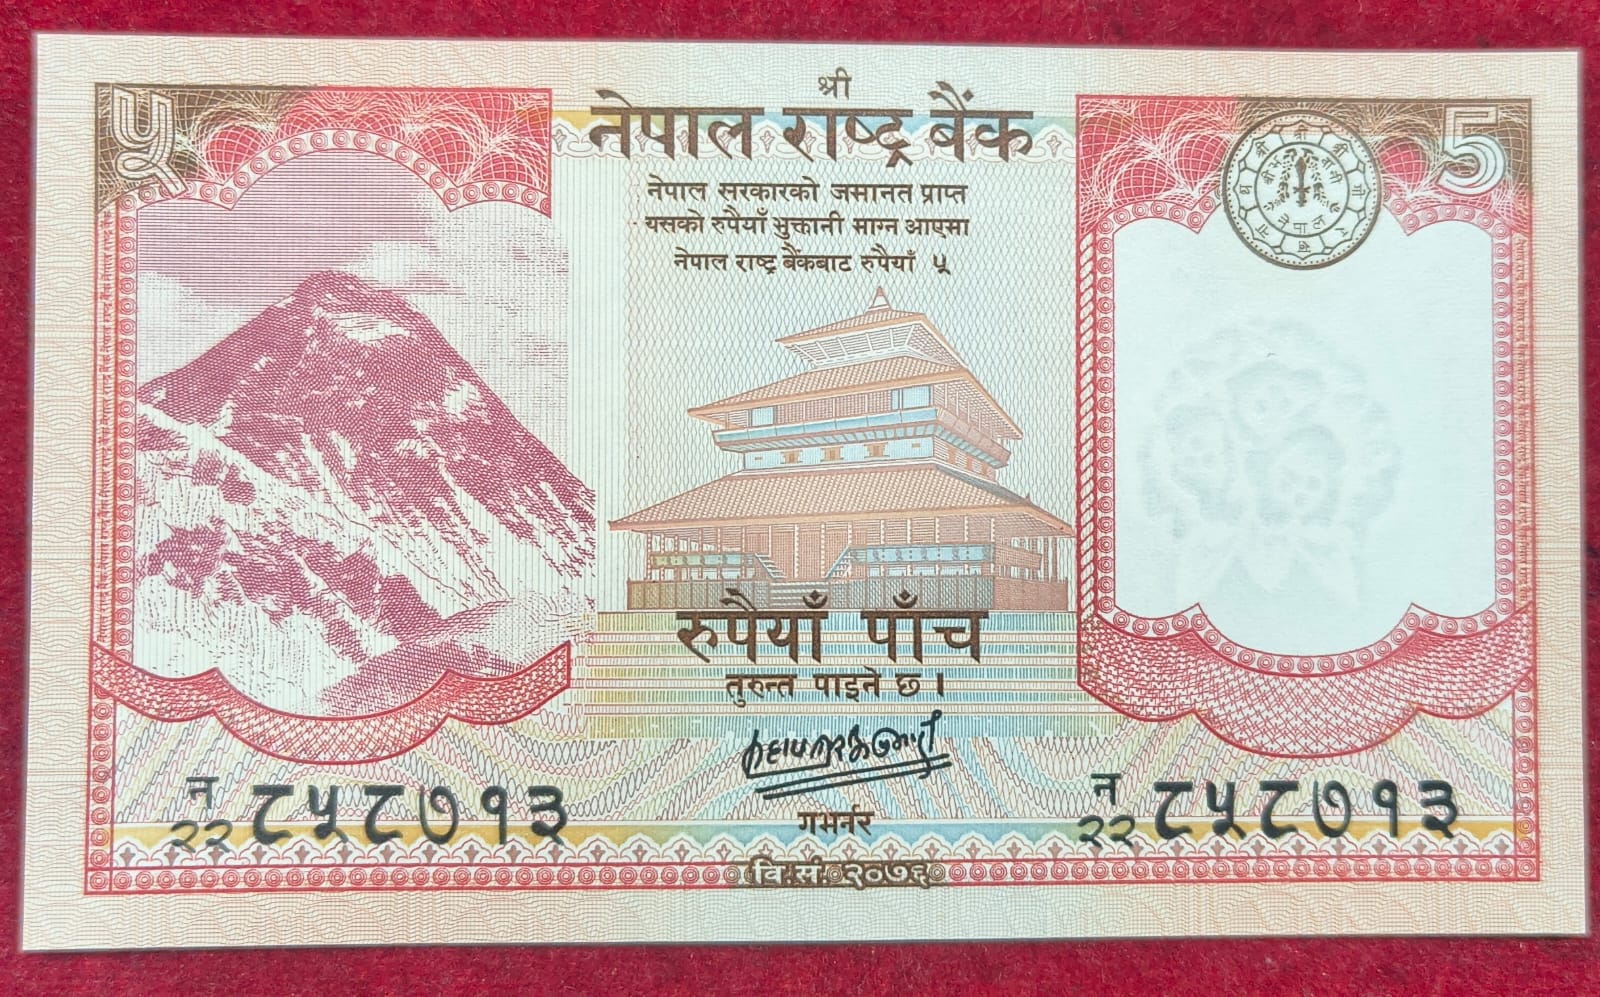 श्री
नेपाल राष्ट्र बैंक
५
5
नेपाल सरकारको जमानत प्राप्त
यसको रुपैयाँ भुक्तानी माग्न आएमा
नेपाल राष्ट्र बैंकबाट रुपैयाँ ५
रुपैयाँ पाँच
तुरुन्त पाइने छ ।
न
२२ ८५८७१३
न
२२ ८५८७१३
गभर्नर
वि.सं.२०७६